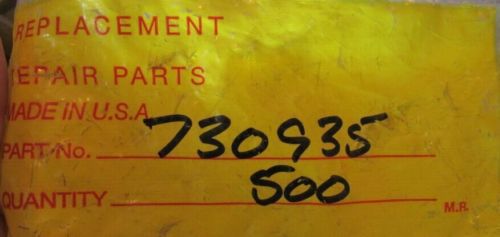 REPLACEMENT
REPAIR PARTS
MADE IN U.S.A.
PART No. 730935
QUANTITY 500
M.R.